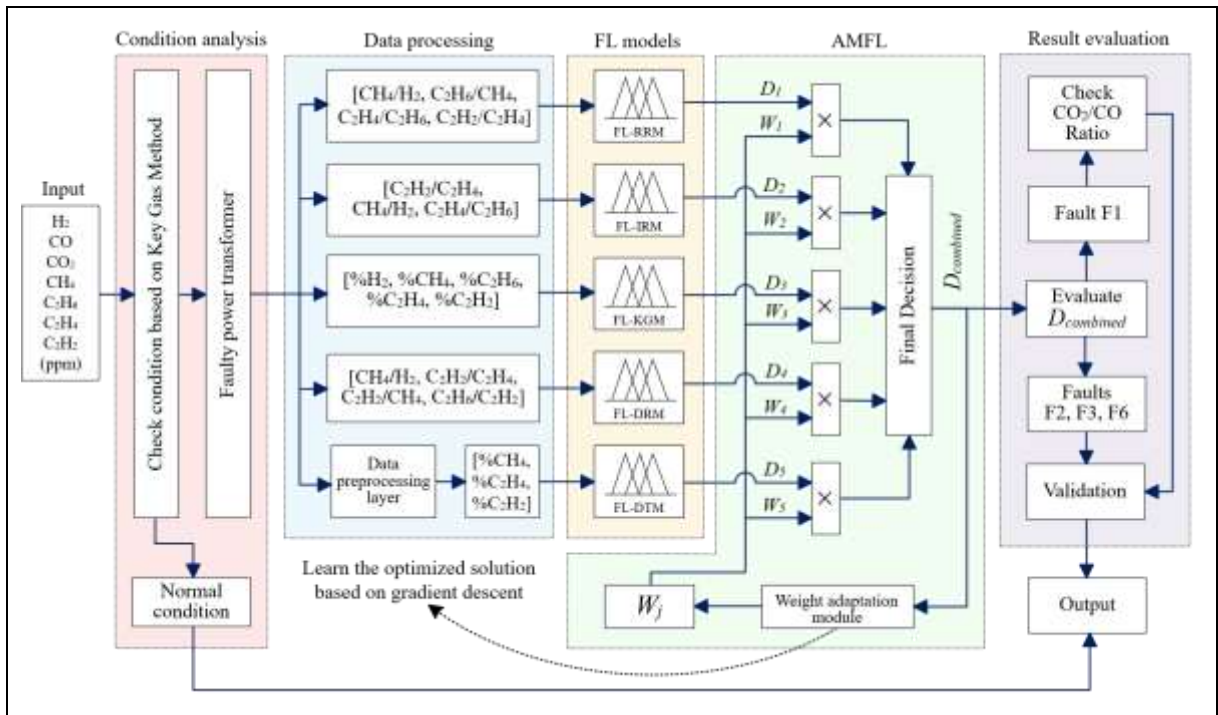 Condition analysis
Data processing
FL models
AMFL
Result evaluation
Input
H₂
CO
CO₂
CH₄
C₂H₆
C₂H₄
C₂H₂
(ppm)
Check condition based on Key Gas Method
Faulty power transformer
Normal
condition
[CH₄/H₂, C₂H₆/CH₄,
C₂H₄/C₂H₆, C₂H₂/C₂H₄]
[C₂H₂/C₂H₄,
CH₄/H₂, C₂H₄/C₂H₆]
[%H₂, %CH₄, %C₂H₆,
%C₂H₄, %C₂H₂]
[CH₄/H₂, C₂H₂/C₂H₄,
C₂H₂/CH₄, C₂H₆/C₂H₂]
Data
preprocessing
layer
[%CH₄,
%C₂H₄,
%C₂H₂]
FL-RRM
FL-IRM
FL-KGM
FL-DRM
FL-DTM
D₁
W₁
×
D₂
W₂
×
D₃
W₃
×
D₄
W₄
×
D₅
W₅
×
Final Decision
D combined
Wⱼ
Weight adaptation
module
Learn the optimized solution
based on gradient descent
Check
CO₂/CO
Ratio
Fault F1
Evaluate
D combined
Faults
F2, F3, F6
Validation
Output